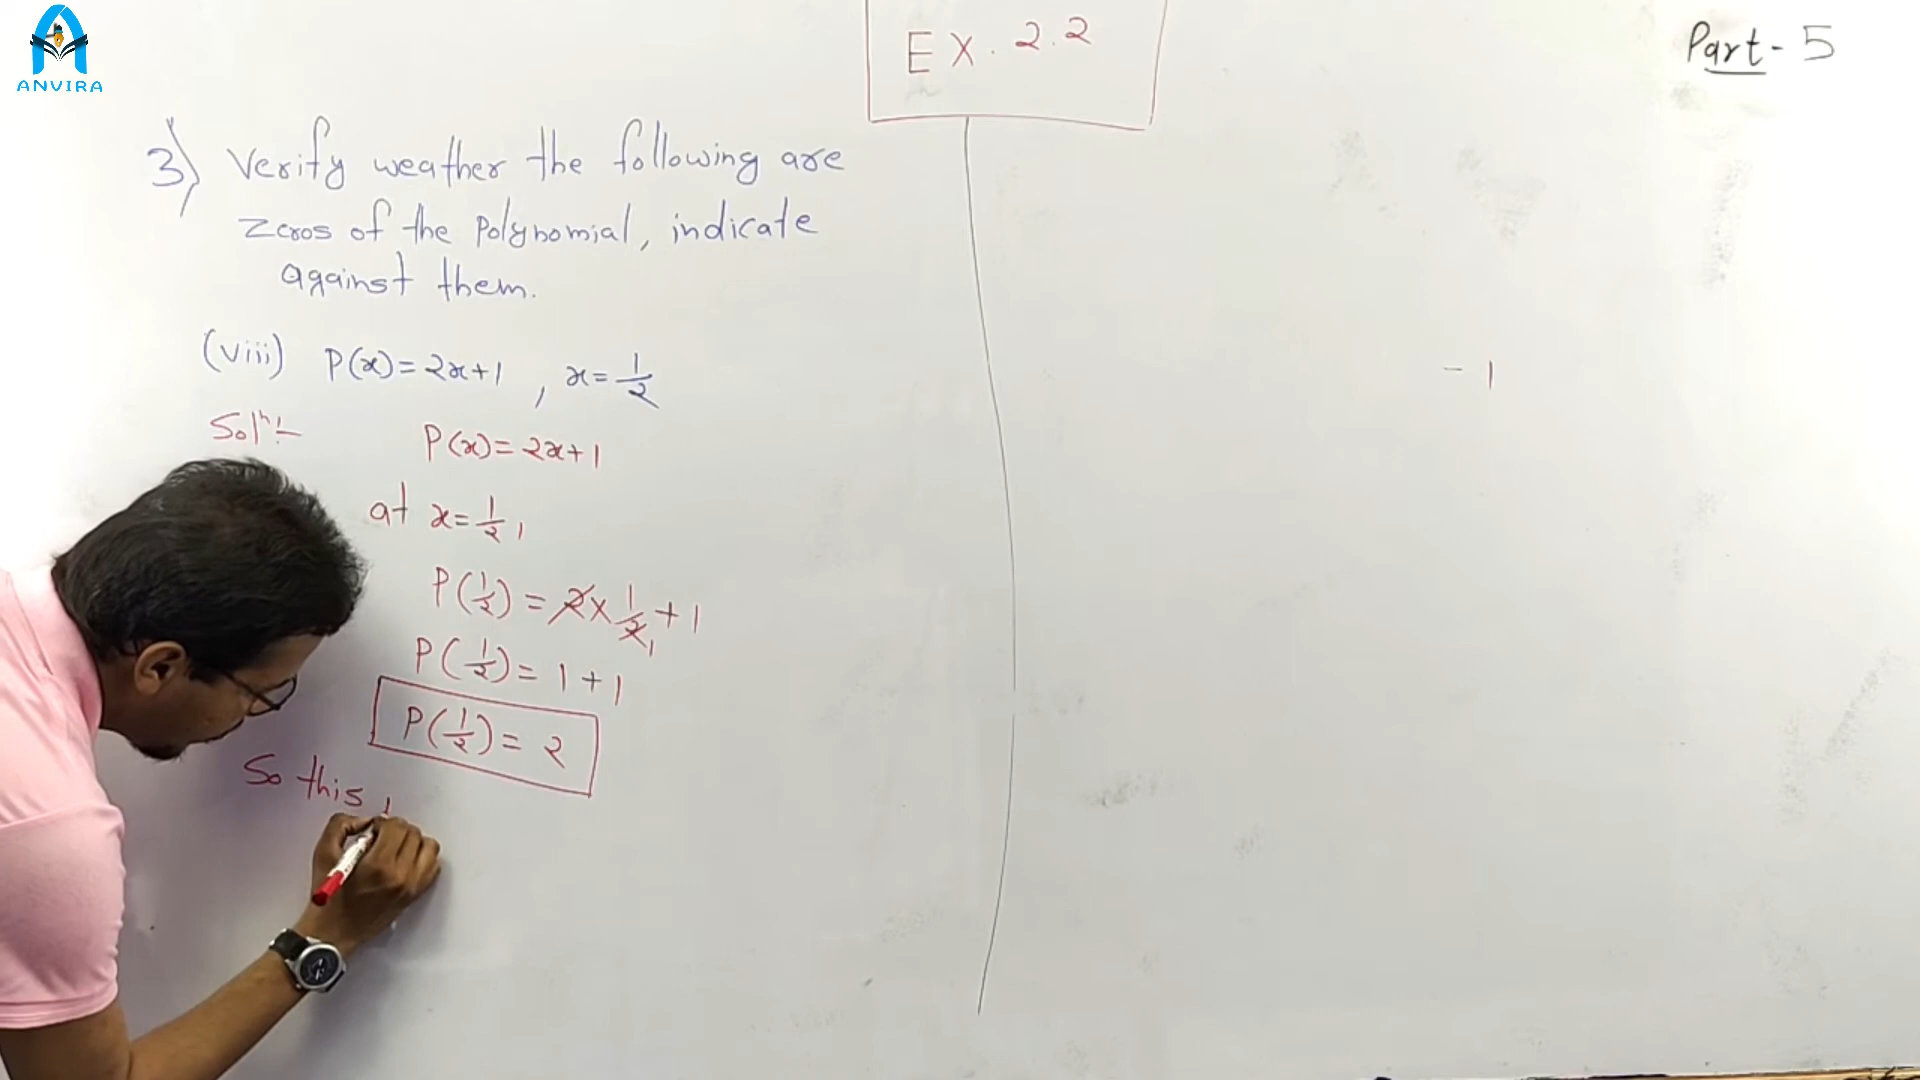 ANVIRA
EX. 2.2
Part - 5
3) Verify weather the following are
zeros of the polynomial, indicate
against them.
(viii) P(x)=2x+1 , x=1/2
Solⁿ:-
P(x)=2x+1
at x=1/2,
P(1/2) = 2x1/2 1 + 1
P(1/2) = 1+1
P(1/2) = 2
So this
- 1